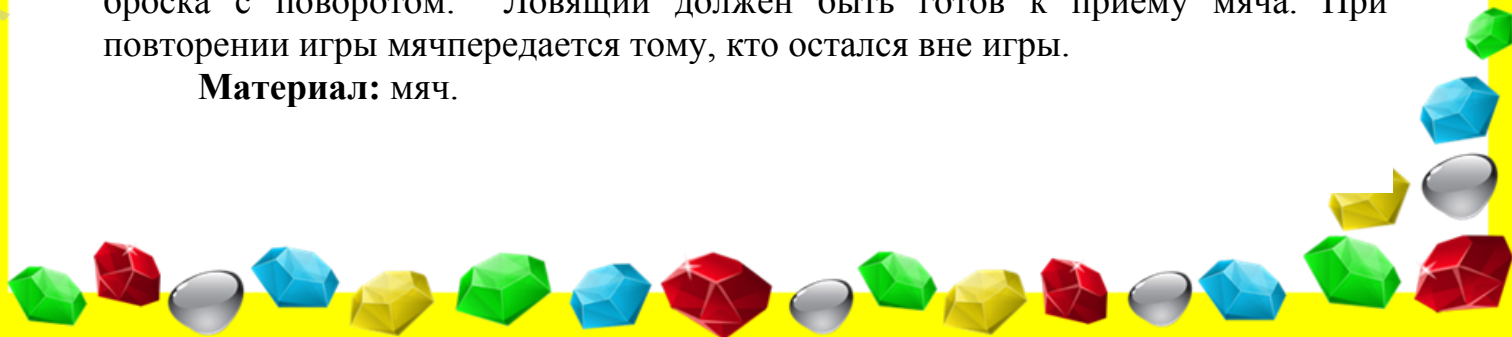 броска с поворотом. Ловящий должен быть готов к приему мяча. При
повторении игры мячпередается тому, кто остался вне игры.
Материал: мяч.